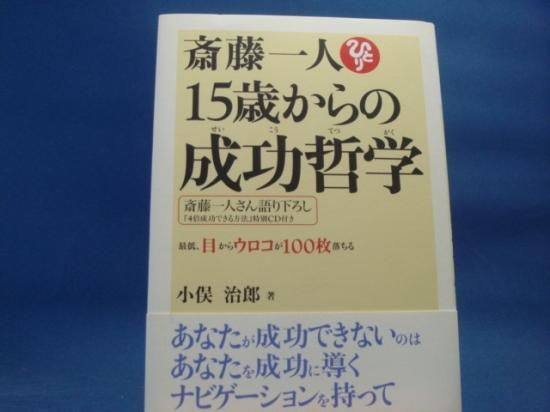 斎藤一人 ひとり
15歳からの
せい こう てつ がく
成功哲学
斎藤一人さん語り下ろし
『4倍成功できる方法』特別CD付き
最低、目からウロコが100枚落ちる
小俣 治郎 著
あなたが成功できないのは
あなたを成功に導く
ナビゲーションを持って